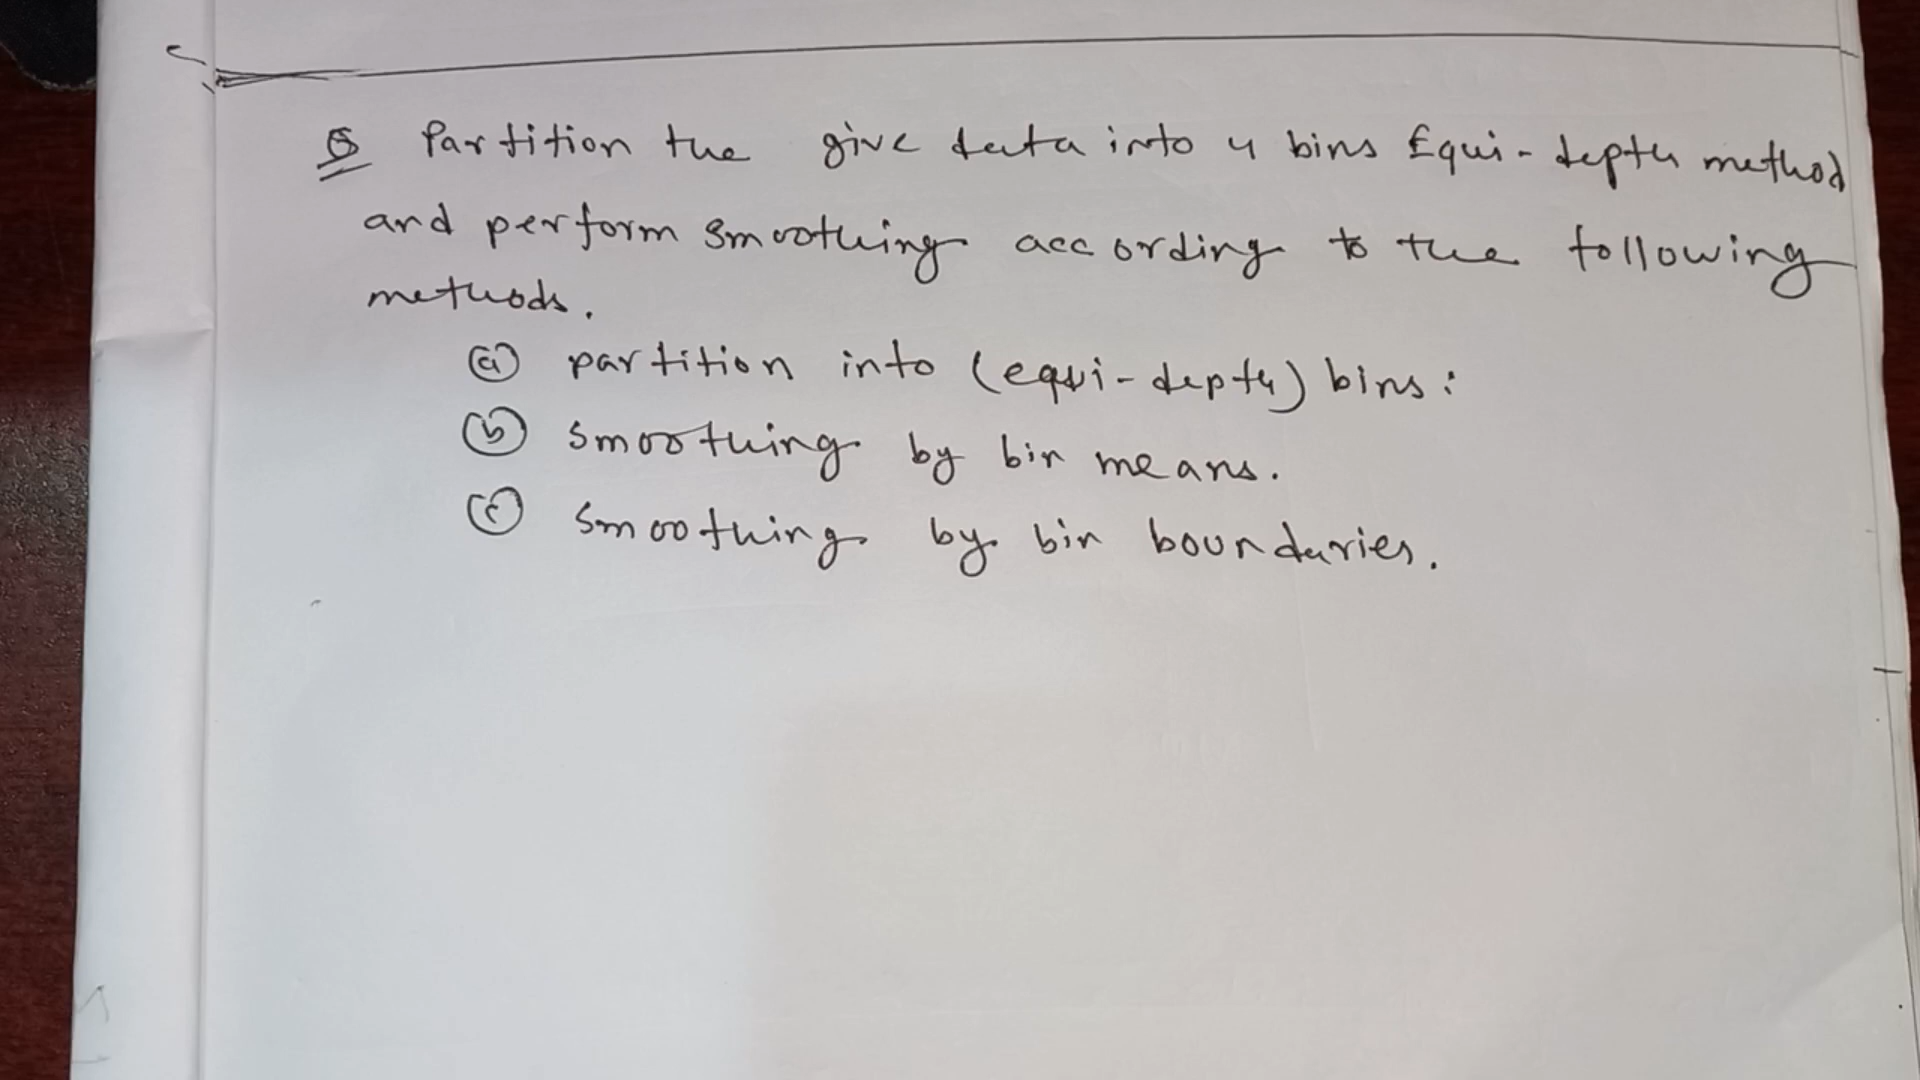 Q Partition the give data into 4 bins Equi-depth method
and perform smoothing according to the following
methods.
(a) partition into (equi-depth) bins:
(b) smoothing by bin means.
(c) smoothing by bin boundaries.